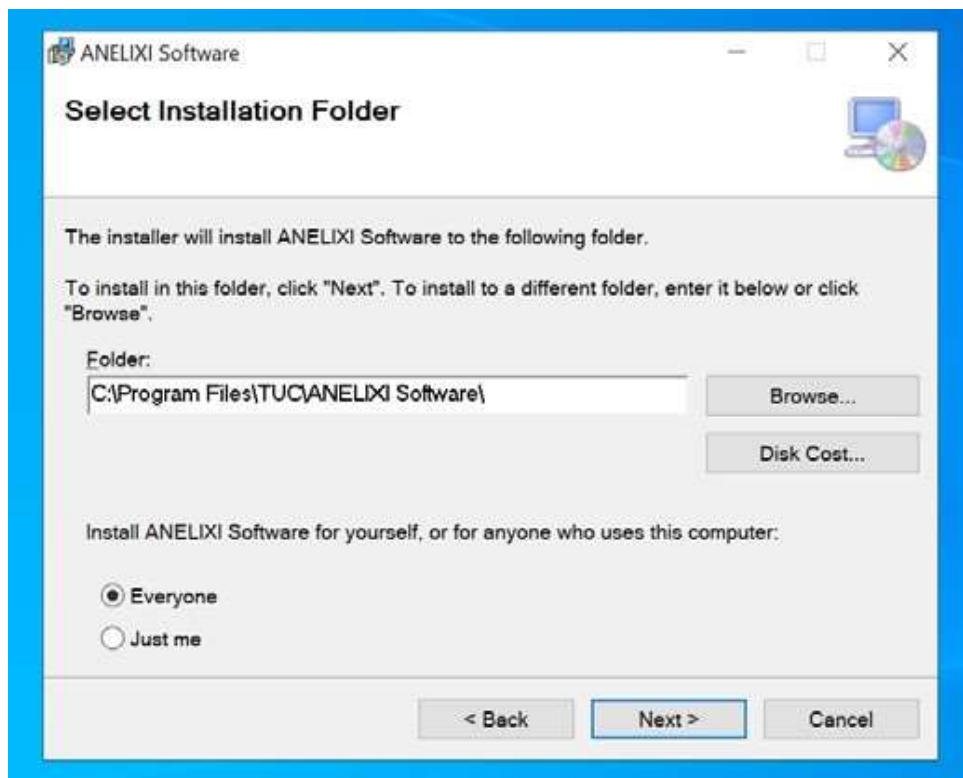 ANELIXI Software
Select Installation Folder
The installer will install ANELIXI Software to the following folder.
To install in this folder, click "Next". To install to a different folder, enter it below or click
"Browse".
Folder:
C:\Program Files\TUC\ANELIXI Software\
Browse...
Disk Cost...
Install ANELIXI Software for yourself, or for anyone who uses this computer:
Everyone
Just me
< Back
Next >
Cancel